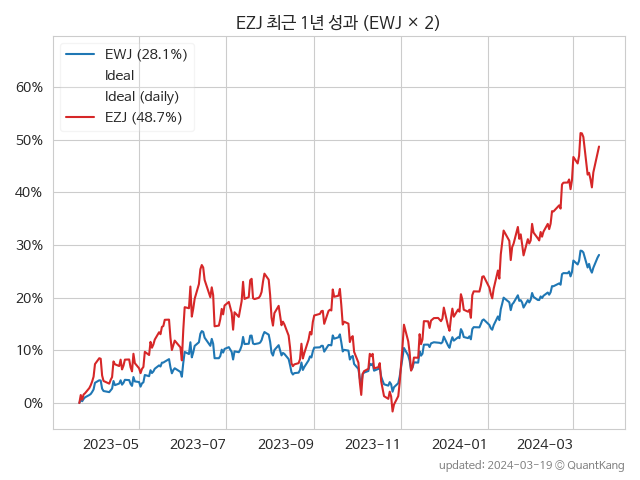 EZJ 최근 1년 성과 (EWJ × 2)
EWJ (28.1%)
Ideal
Ideal (daily)
EZJ (48.7%)
60%
50%
40%
30%
20%
10%
0%
2023-05 2023-07 2023-09 2023-11 2024-01 2024-03
updated: 2024-03-19 © QuantKang